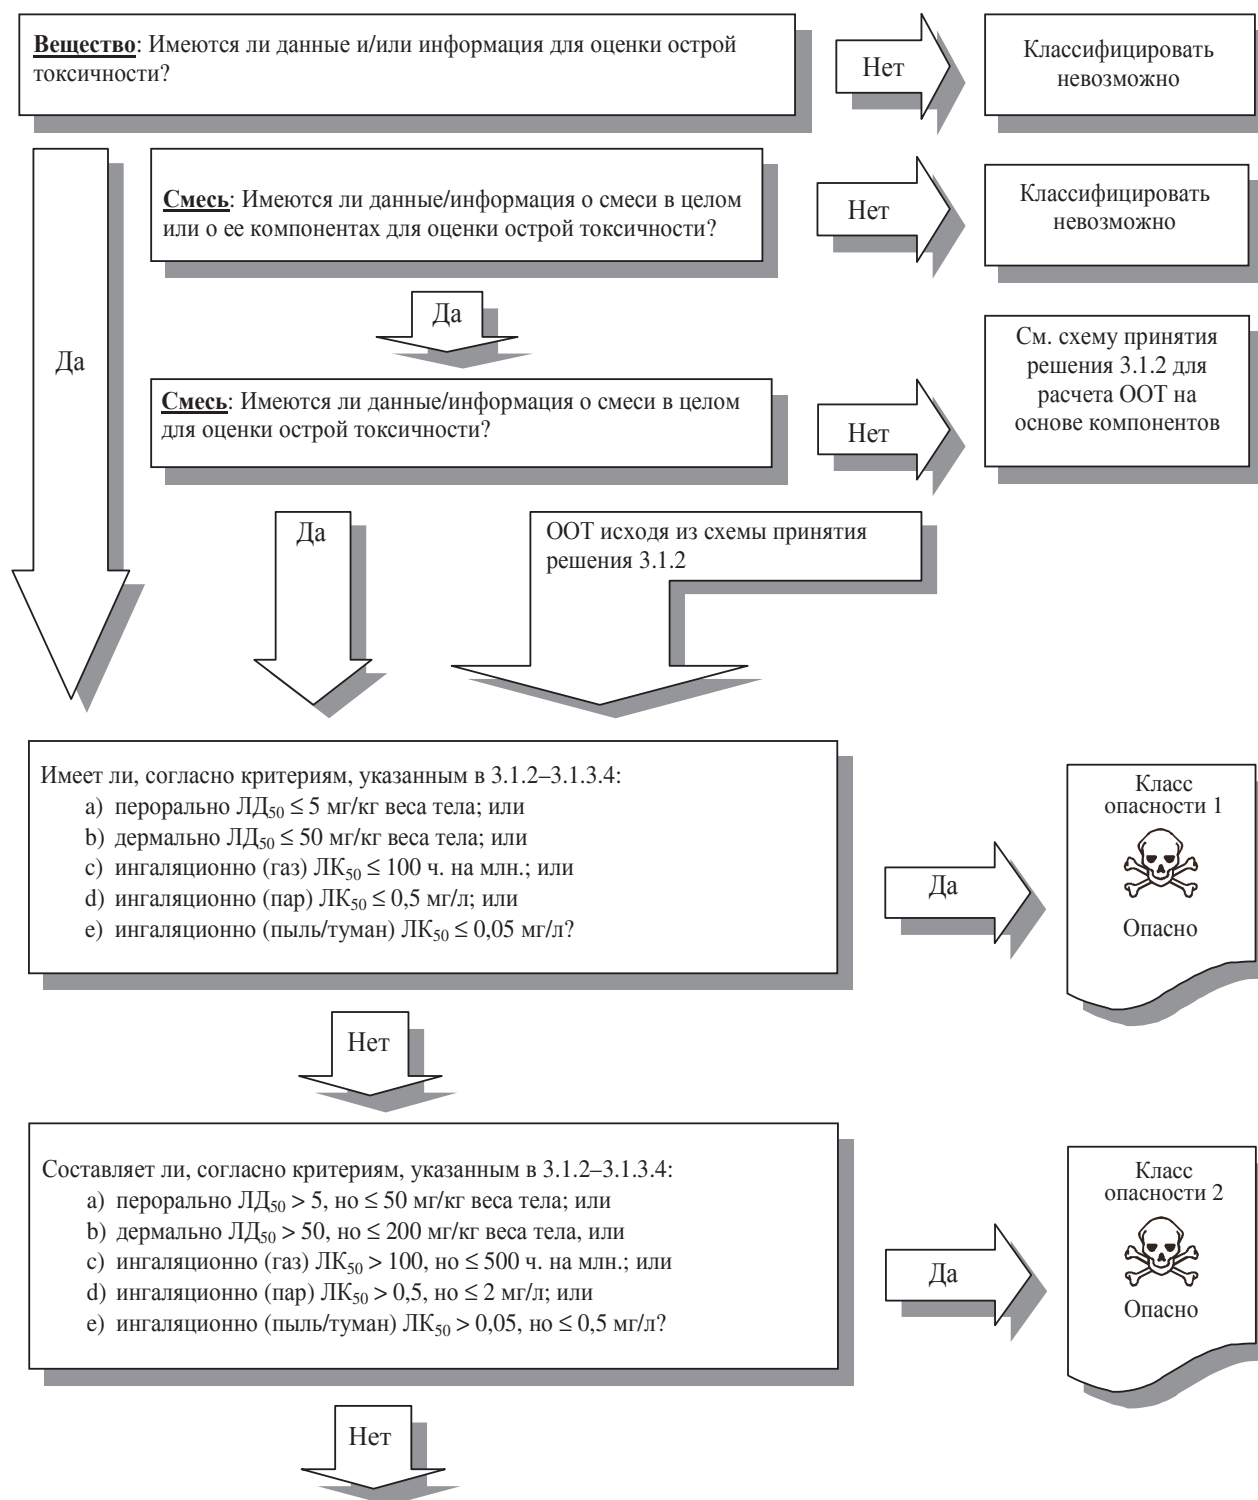 Вещество: Имеются ли данные и/или информация для оценки острой
токсичности?
Нет
Классифицировать
невозможно
Смесь: Имеются ли данные/информация о смеси в целом
или о ее компонентах для оценки острой токсичности?
Нет
Классифицировать
невозможно
Да
Да
Смесь: Имеются ли данные/информация о смеси в целом
для оценки острой токсичности?
Нет
См. схему принятия
решения 3.1.2 для
расчета ООТ на
основе компонентов
Да
ООТ исходя из схемы принятия
решения 3.1.2
Имеет ли, согласно критериям, указанным в 3.1.2–3.1.3.4:
a) перорально ЛД50 ≤ 5 мг/кг веса тела; или
b) дермально ЛД50 ≤ 50 мг/кг веса тела; или
c) ингаляционно (газ) ЛК50 ≤ 100 ч. на млн.; или
d) ингаляционно (пар) ЛК50 ≤ 0,5 мг/л; или
e) ингаляционно (пыль/туман) ЛК50 ≤ 0,05 мг/л?
Да
Класс
опасности 1
Опасно
Нет
Составляет ли, согласно критериям, указанным в 3.1.2–3.1.3.4:
a) перорально ЛД50 > 5, но ≤ 50 мг/кг веса тела; или
b) дермально ЛД50 > 50, но ≤ 200 мг/кг веса тела, или
c) ингаляционно (газ) ЛК50 > 100, но ≤ 500 ч. на млн.; или
d) ингаляционно (пар) ЛК50 > 0,5, но ≤ 2 мг/л; или
e) ингаляционно (пыль/туман) ЛК50 > 0,05, но ≤ 0,5 мг/л?
Да
Класс
опасности 2
Опасно
Нет